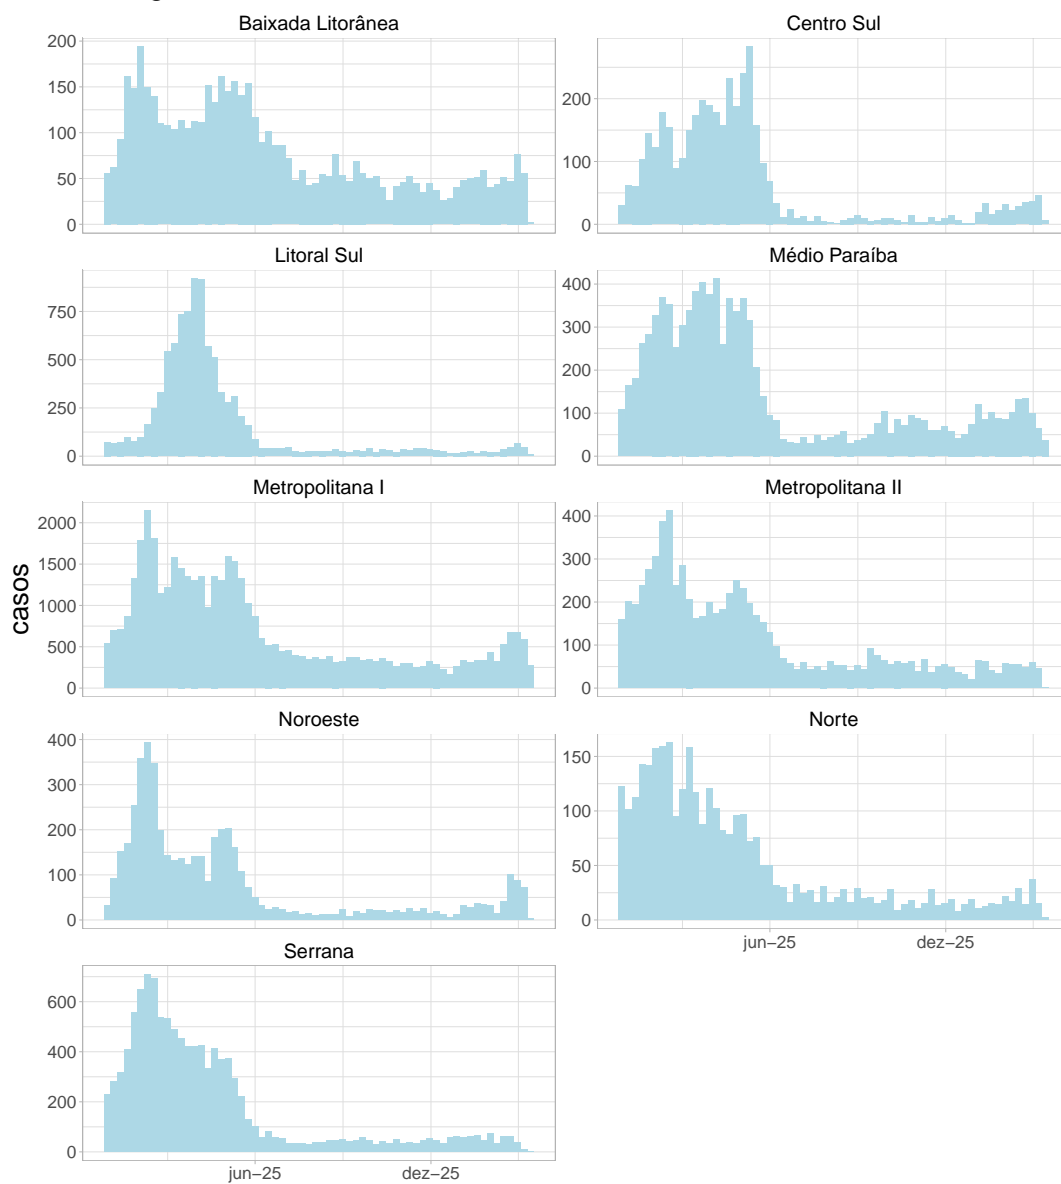 Baixada Litorânea
Centro Sul
200
150
100
50
0
200
100
0
Litoral Sul
Médio Paraíba
750
500
250
0
400
300
200
100
0
Metropolitana I
Metropolitana II
2000
1500
1000
500
0
400
300
200
100
0
casos
Noroeste
Norte
400
300
200
100
0
150
100
50
0
jun−25
dez−25
Serrana
600
400
200
0
jun−25
dez−25